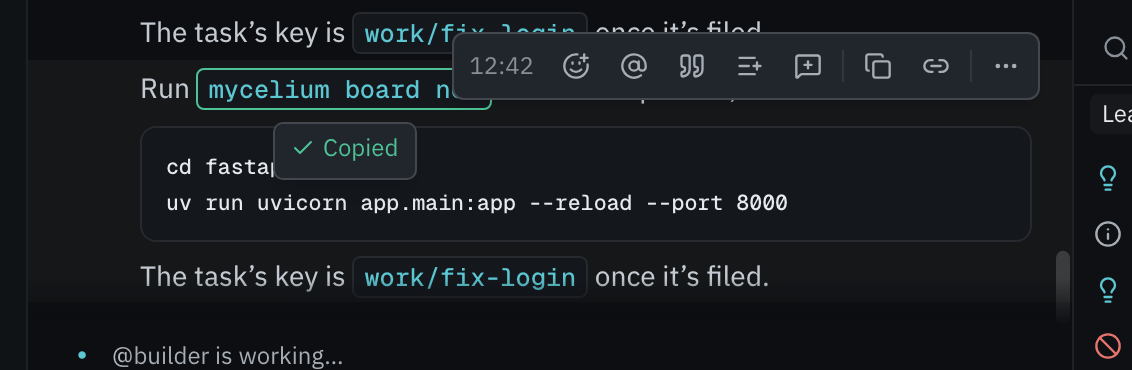 The task’s key is work/fix-login once it’s filed.
12:42
Run mycelium board
Copied
cd
uv run uvicorn app.main:app --reload --port 8000
The task’s key is work/fix-login once it’s filed.
@builder is working...